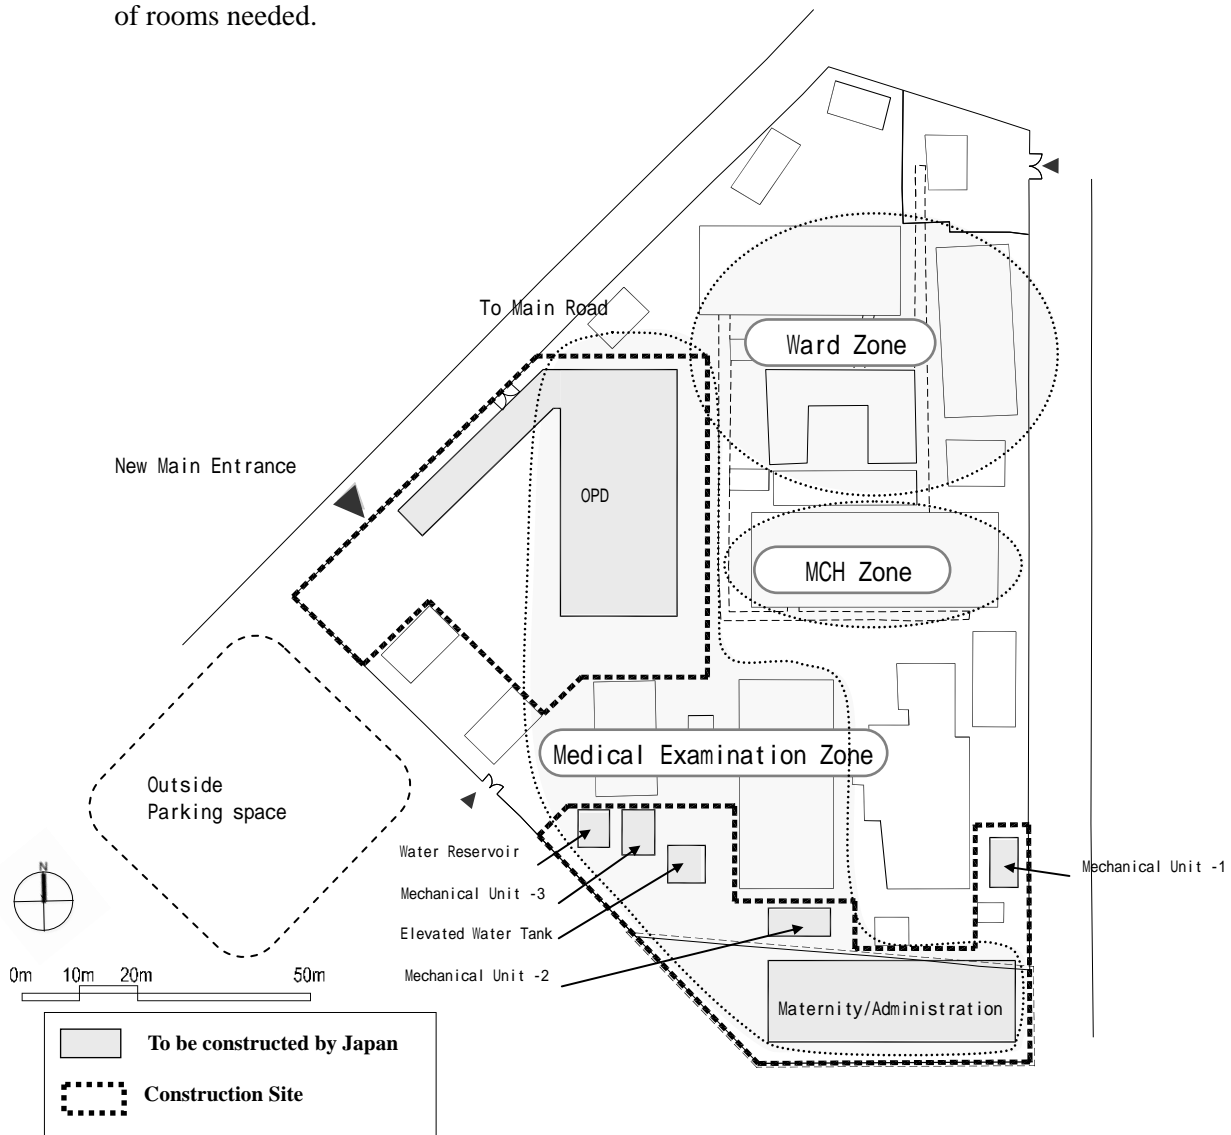 of rooms needed.
To Main Road
Ward Zone
New Main Entrance
OPD
MCH Zone
Medical Examination Zone
Outside
Parking space
Water Reservoir
Mechanical Unit -3
Elevated Water Tank
Mechanical Unit -2
Mechanical Unit -1
N
0m 10m 20m 50m
Maternity/Administration
To be constructed by Japan
Construction Site